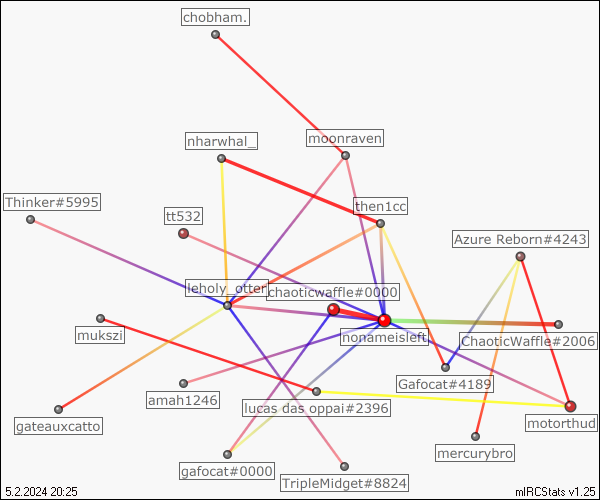 chobham.
nharwhal_
moonraven
Thinker#5995
then1cc
tt532
Azure Reborn#4243
leholy_otter
chaoticwaffle#0000
mukszi
nonameisleft
ChaoticWaffle#2006
Gafocat#4189
amah1246
lucas das oppai#2396
gateauxcatto
motorthud
mercurybro
gafocat#0000
TripleMidget#8824
5.2.2024 20:25
mIRCStats v1.25